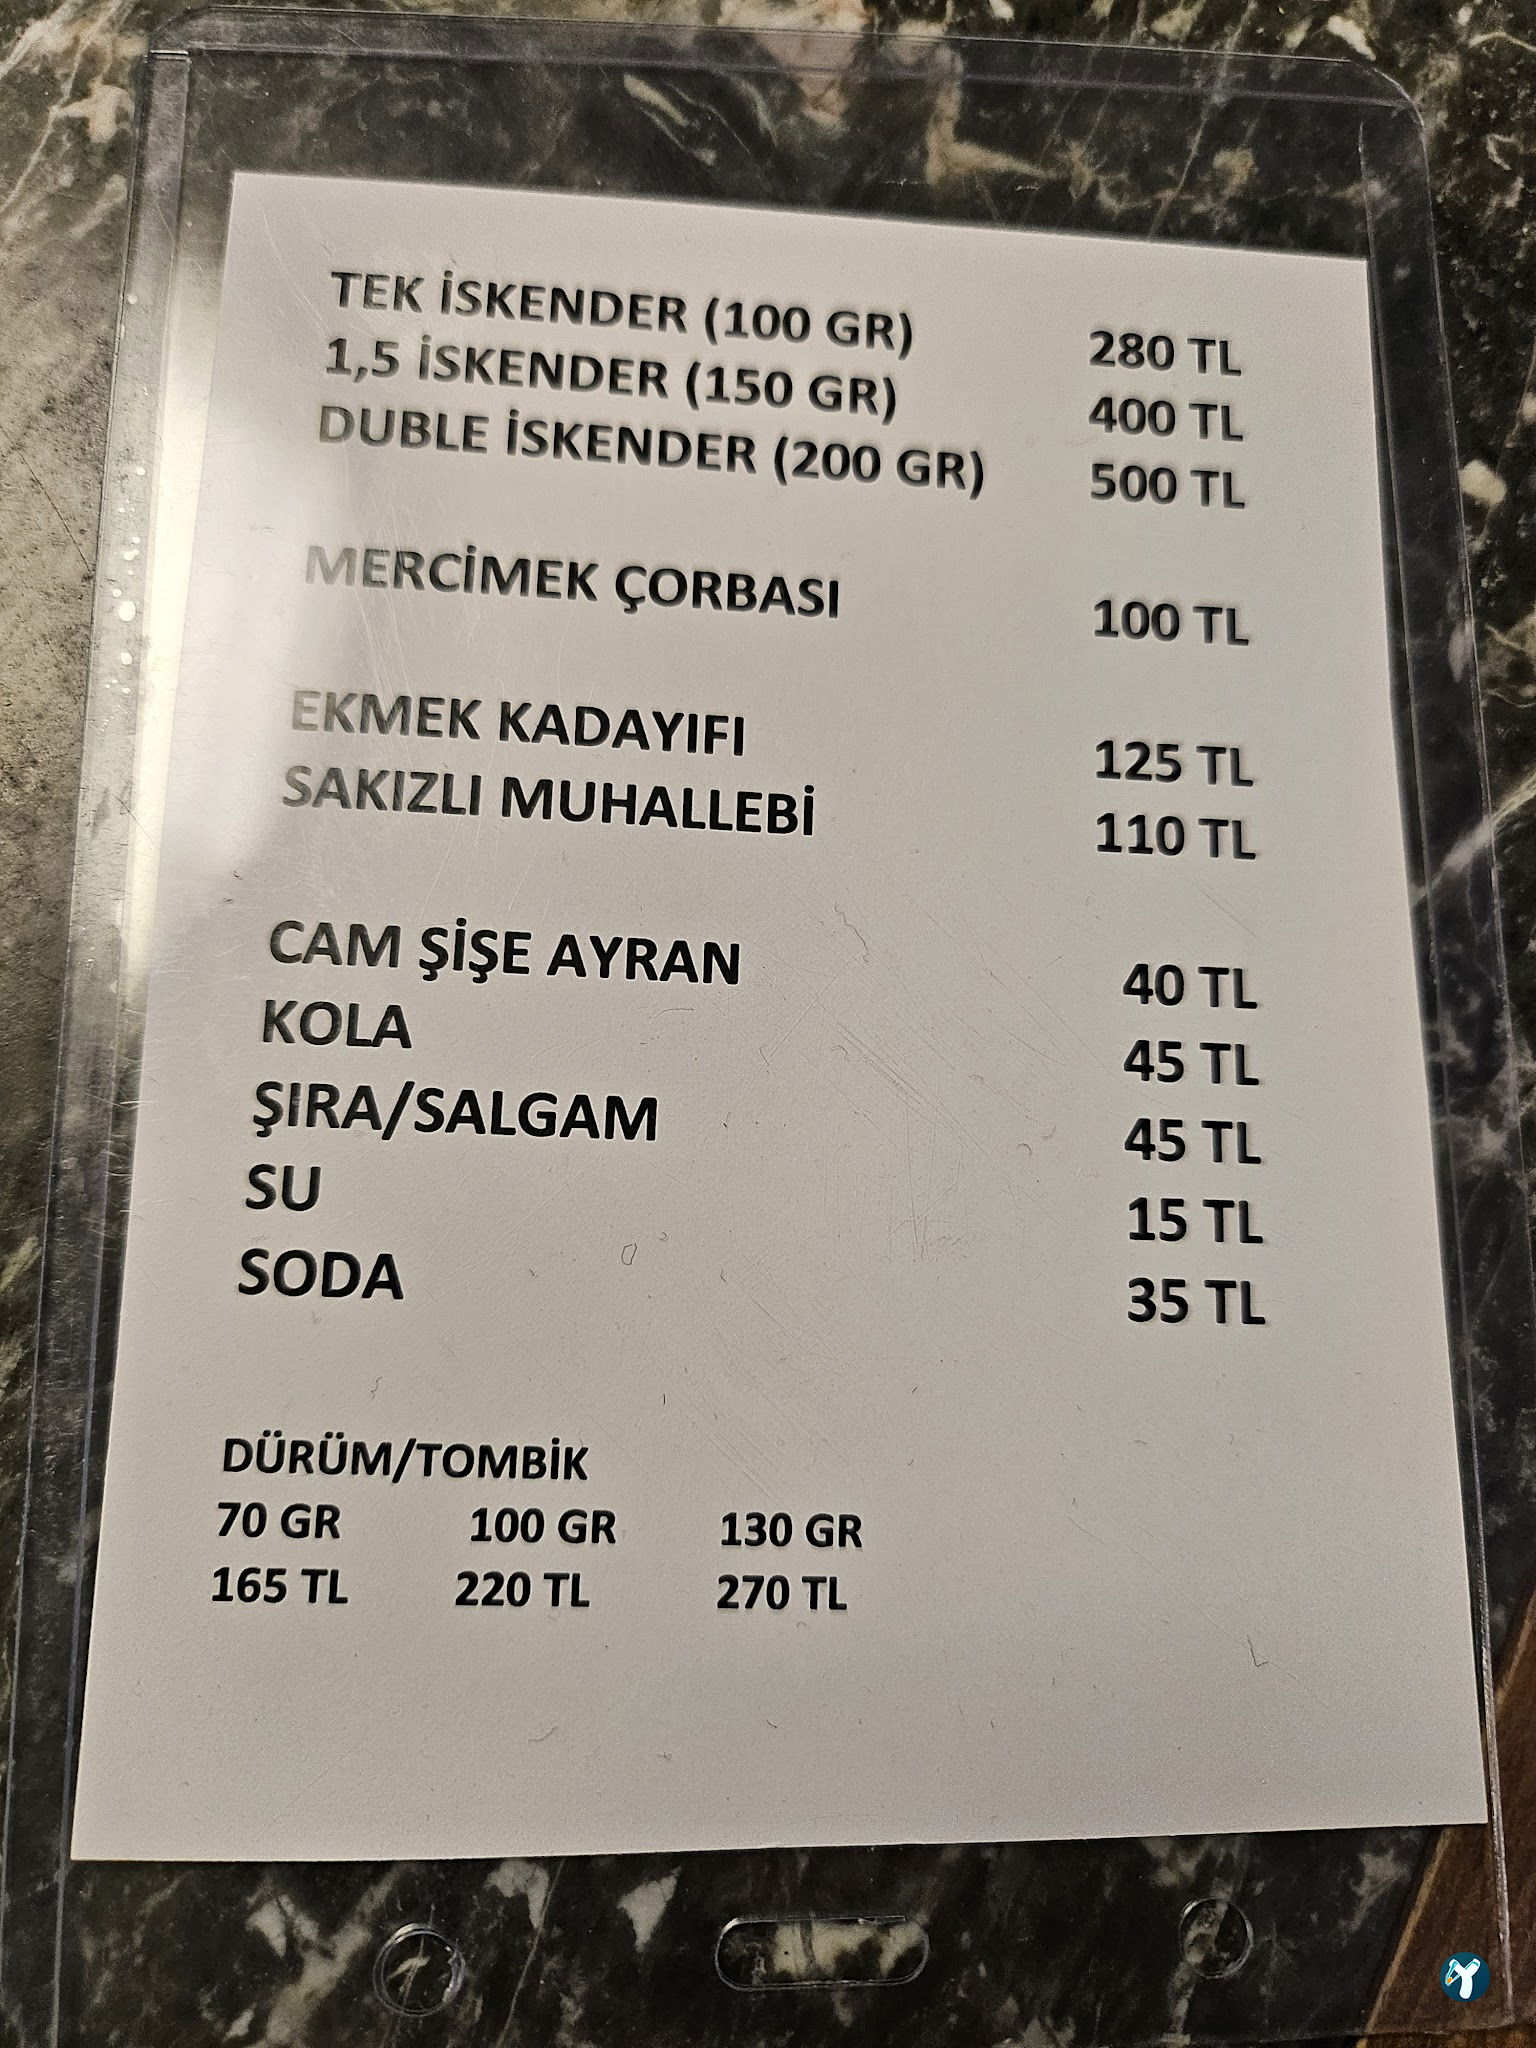 TEK İSKENDER (100 GR) 280 TL
1,5 İSKENDER (150 GR) 400 TL
DUBLE İSKENDER (200 GR) 500 TL
MERCİMEK ÇORBASI 100 TL
EKMEK KADAYIFI 125 TL
SAKIZLI MUHALLEBİ 110 TL
CAM ŞİŞE AYRAN 40 TL
KOLA 45 TL
ŞIRA/SALGAM 45 TL
SU 15 TL
SODA 35 TL
DÜRÜM/TOMBİK
70 GR 100 GR 130 GR
165 TL 220 TL 270 TL